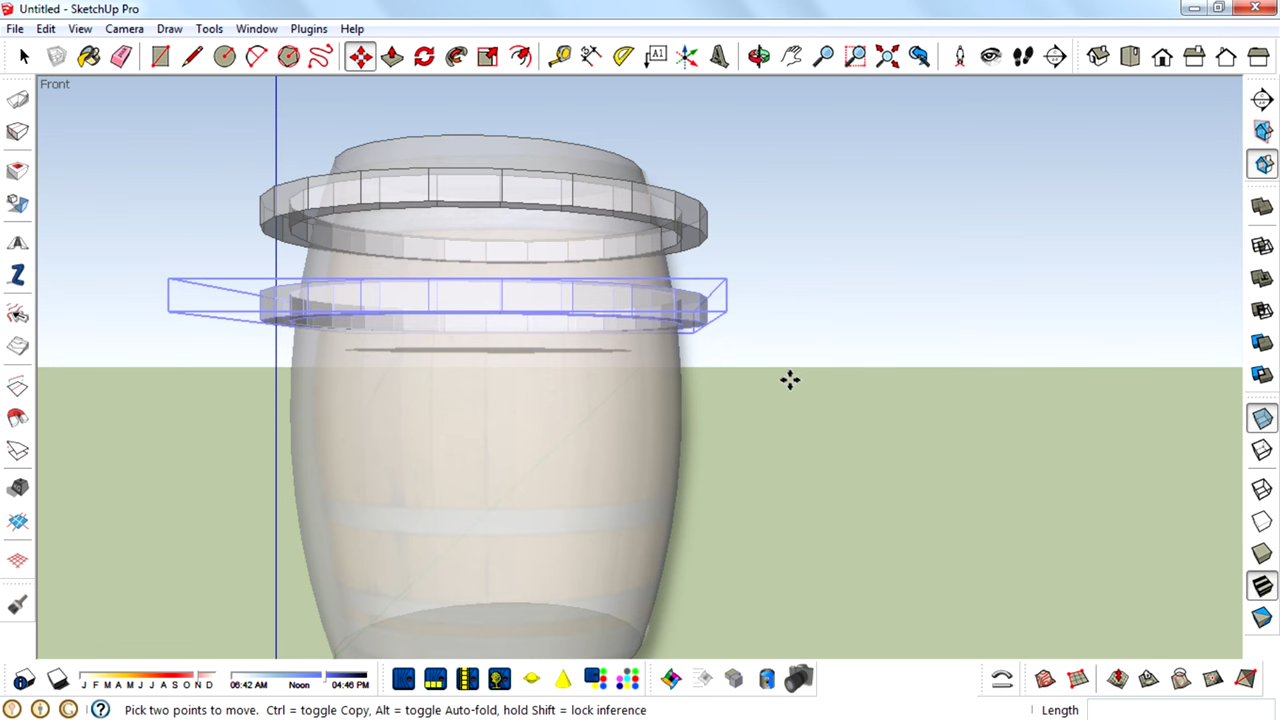 Untitled - SketchUp Pro
File Edit View Camera Draw Tools Window Plugins Help
A1
Front
J F M A M J J A S O N D 06:42 AM Noon 04:46 PM
Pick two points to move. Ctrl = toggle Copy, Alt = toggle Auto-fold, hold Shift = lock inference Length